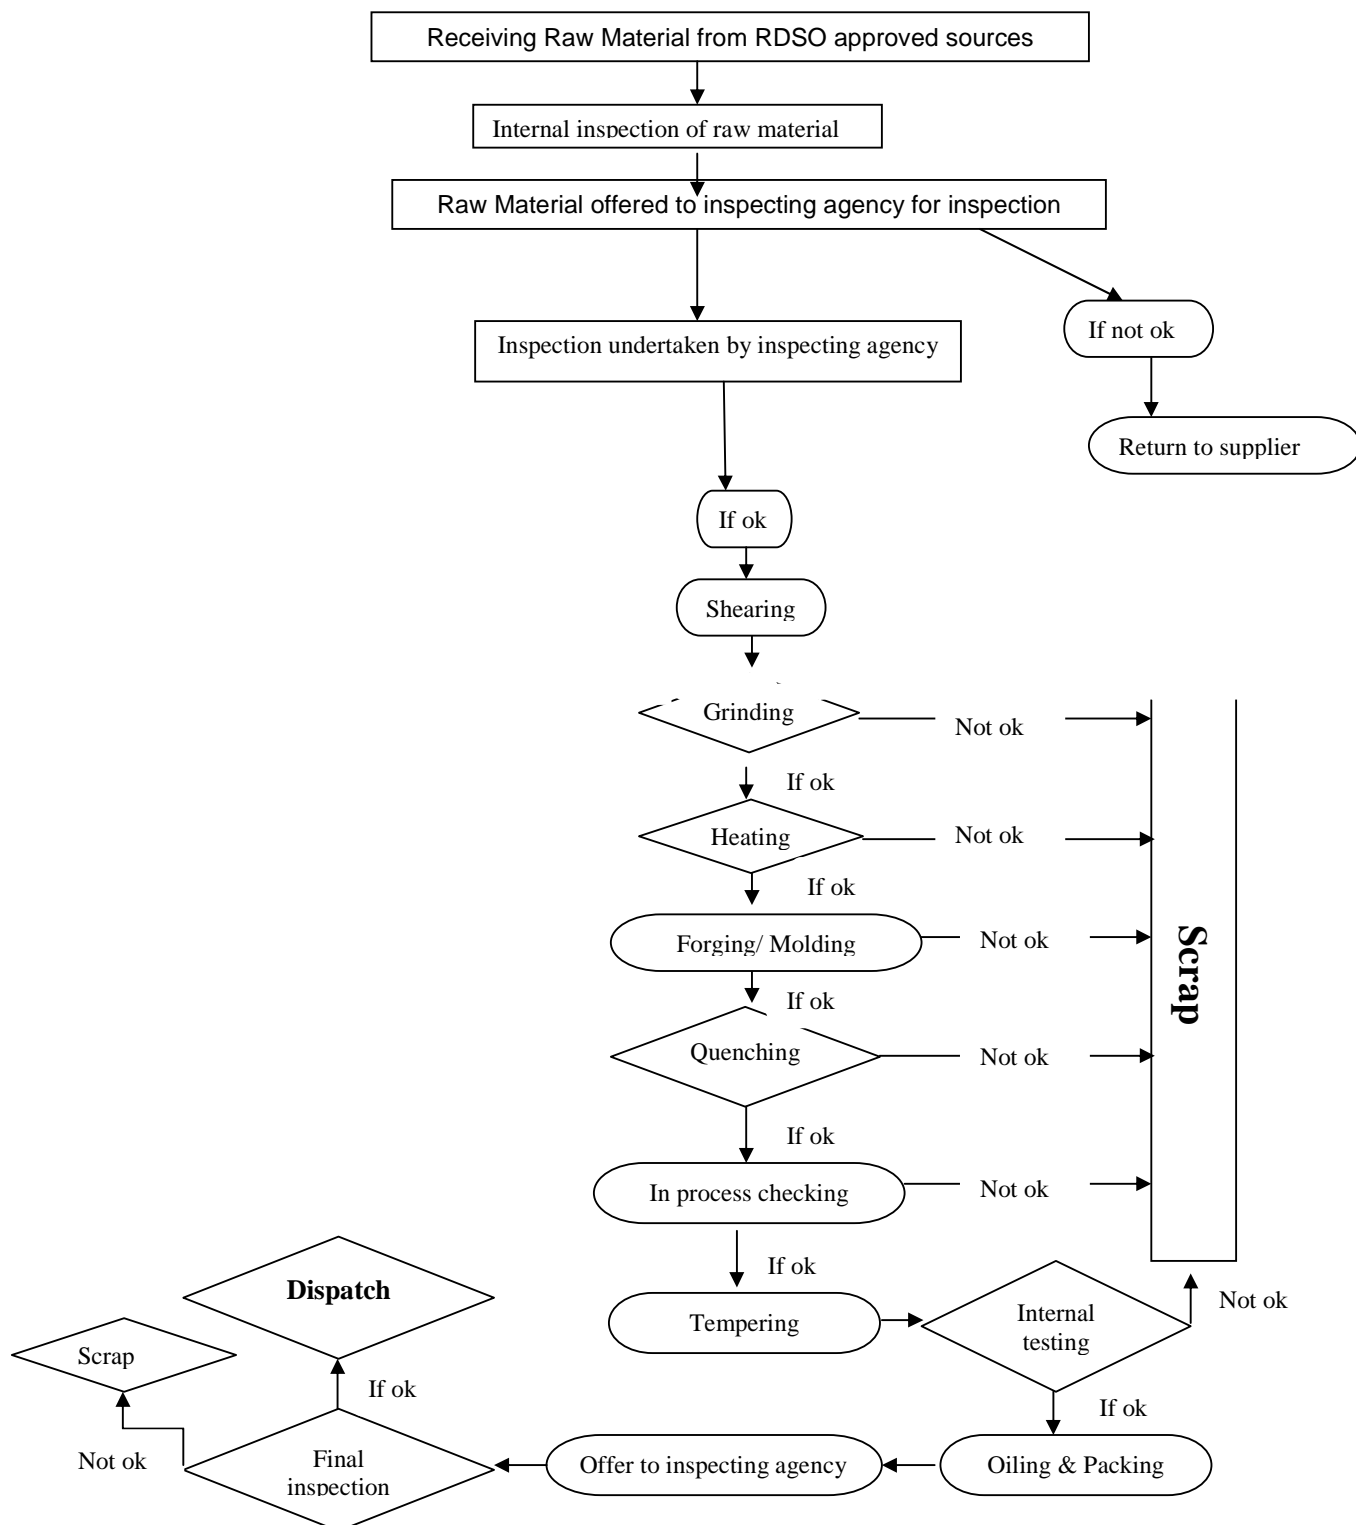 Receiving Raw Material from RDSO approved sources
Internal inspection of raw material
Raw Material offered to inspecting agency for inspection
If not ok
Inspection undertaken by inspecting agency
Return to supplier
If ok
Shearing
Grinding
Not ok
If ok
Heating
Not ok
If ok
Forging/ Molding
Not ok
Scrap
If ok
Quenching
Not ok
If ok
In process checking
Not ok
If ok
Dispatch
Tempering
Internal
testing
Not ok
Scrap
If ok
If ok
Not ok
Final
inspection
Offer to inspecting agency
Oiling & Packing